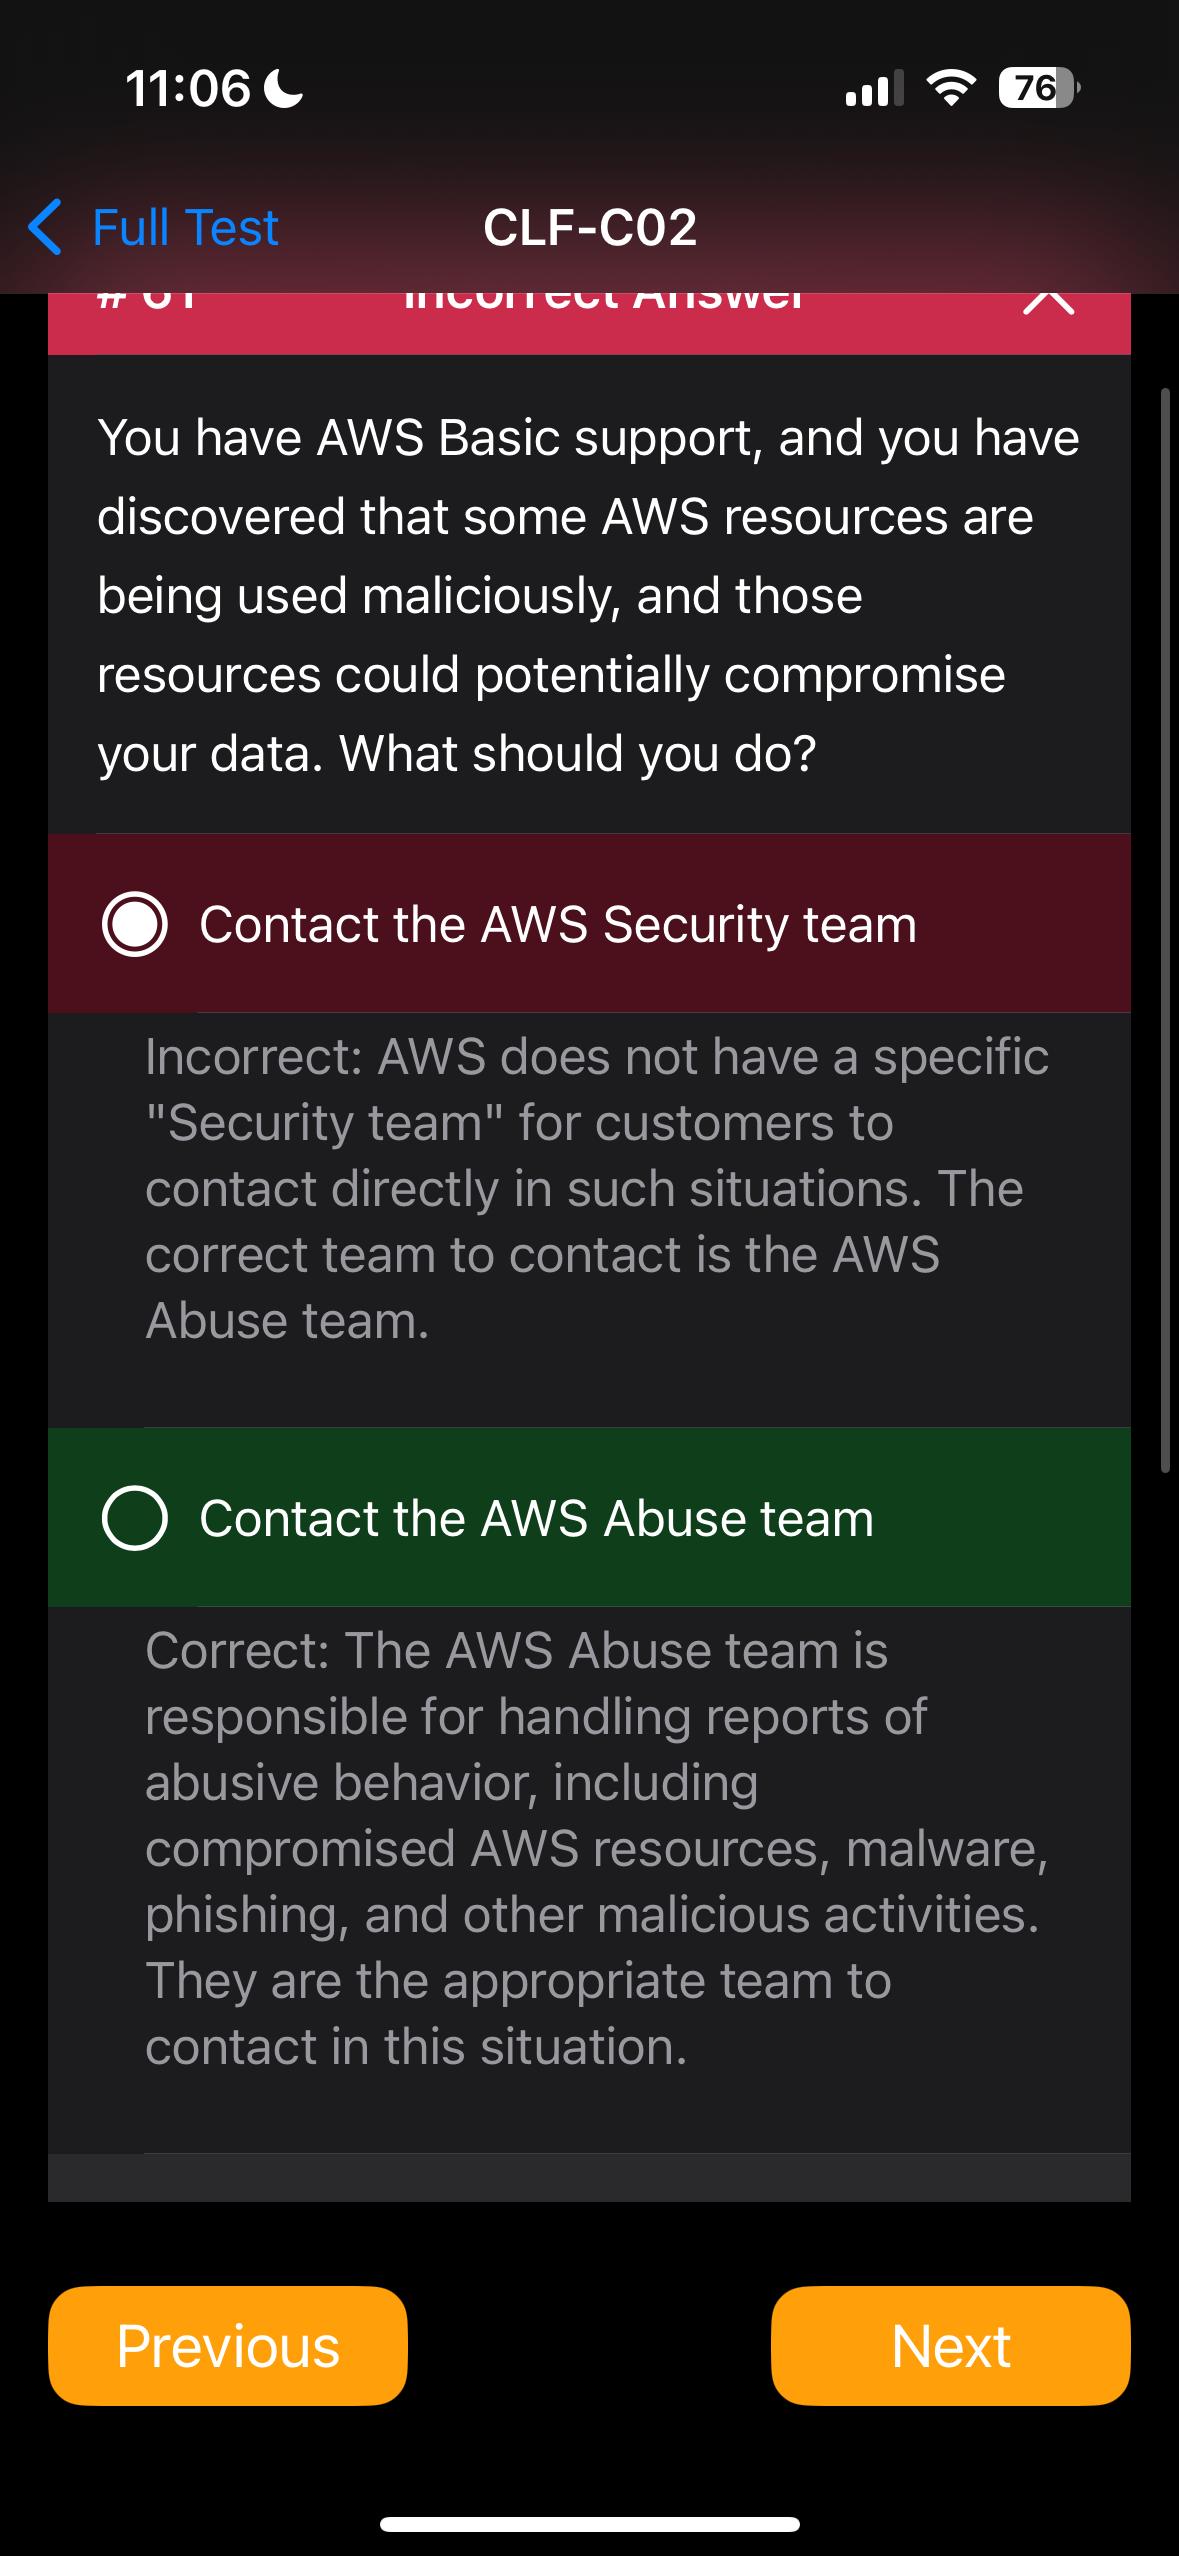 11:06
76
Full Test
CLF-C02
# 61
Incorrect Answer
You have AWS Basic support, and you have
discovered that some AWS resources are
being used maliciously, and those
resources could potentially compromise
your data. What should you do?
Contact the AWS Security team
Incorrect: AWS does not have a specific
"Security team" for customers to
contact directly in such situations. The
correct team to contact is the AWS
Abuse team.
Contact the AWS Abuse team
Correct: The AWS Abuse team is
responsible for handling reports of
abusive behavior, including
compromised AWS resources, malware,
phishing, and other malicious activities.
They are the appropriate team to
contact in this situation.
Previous
Next